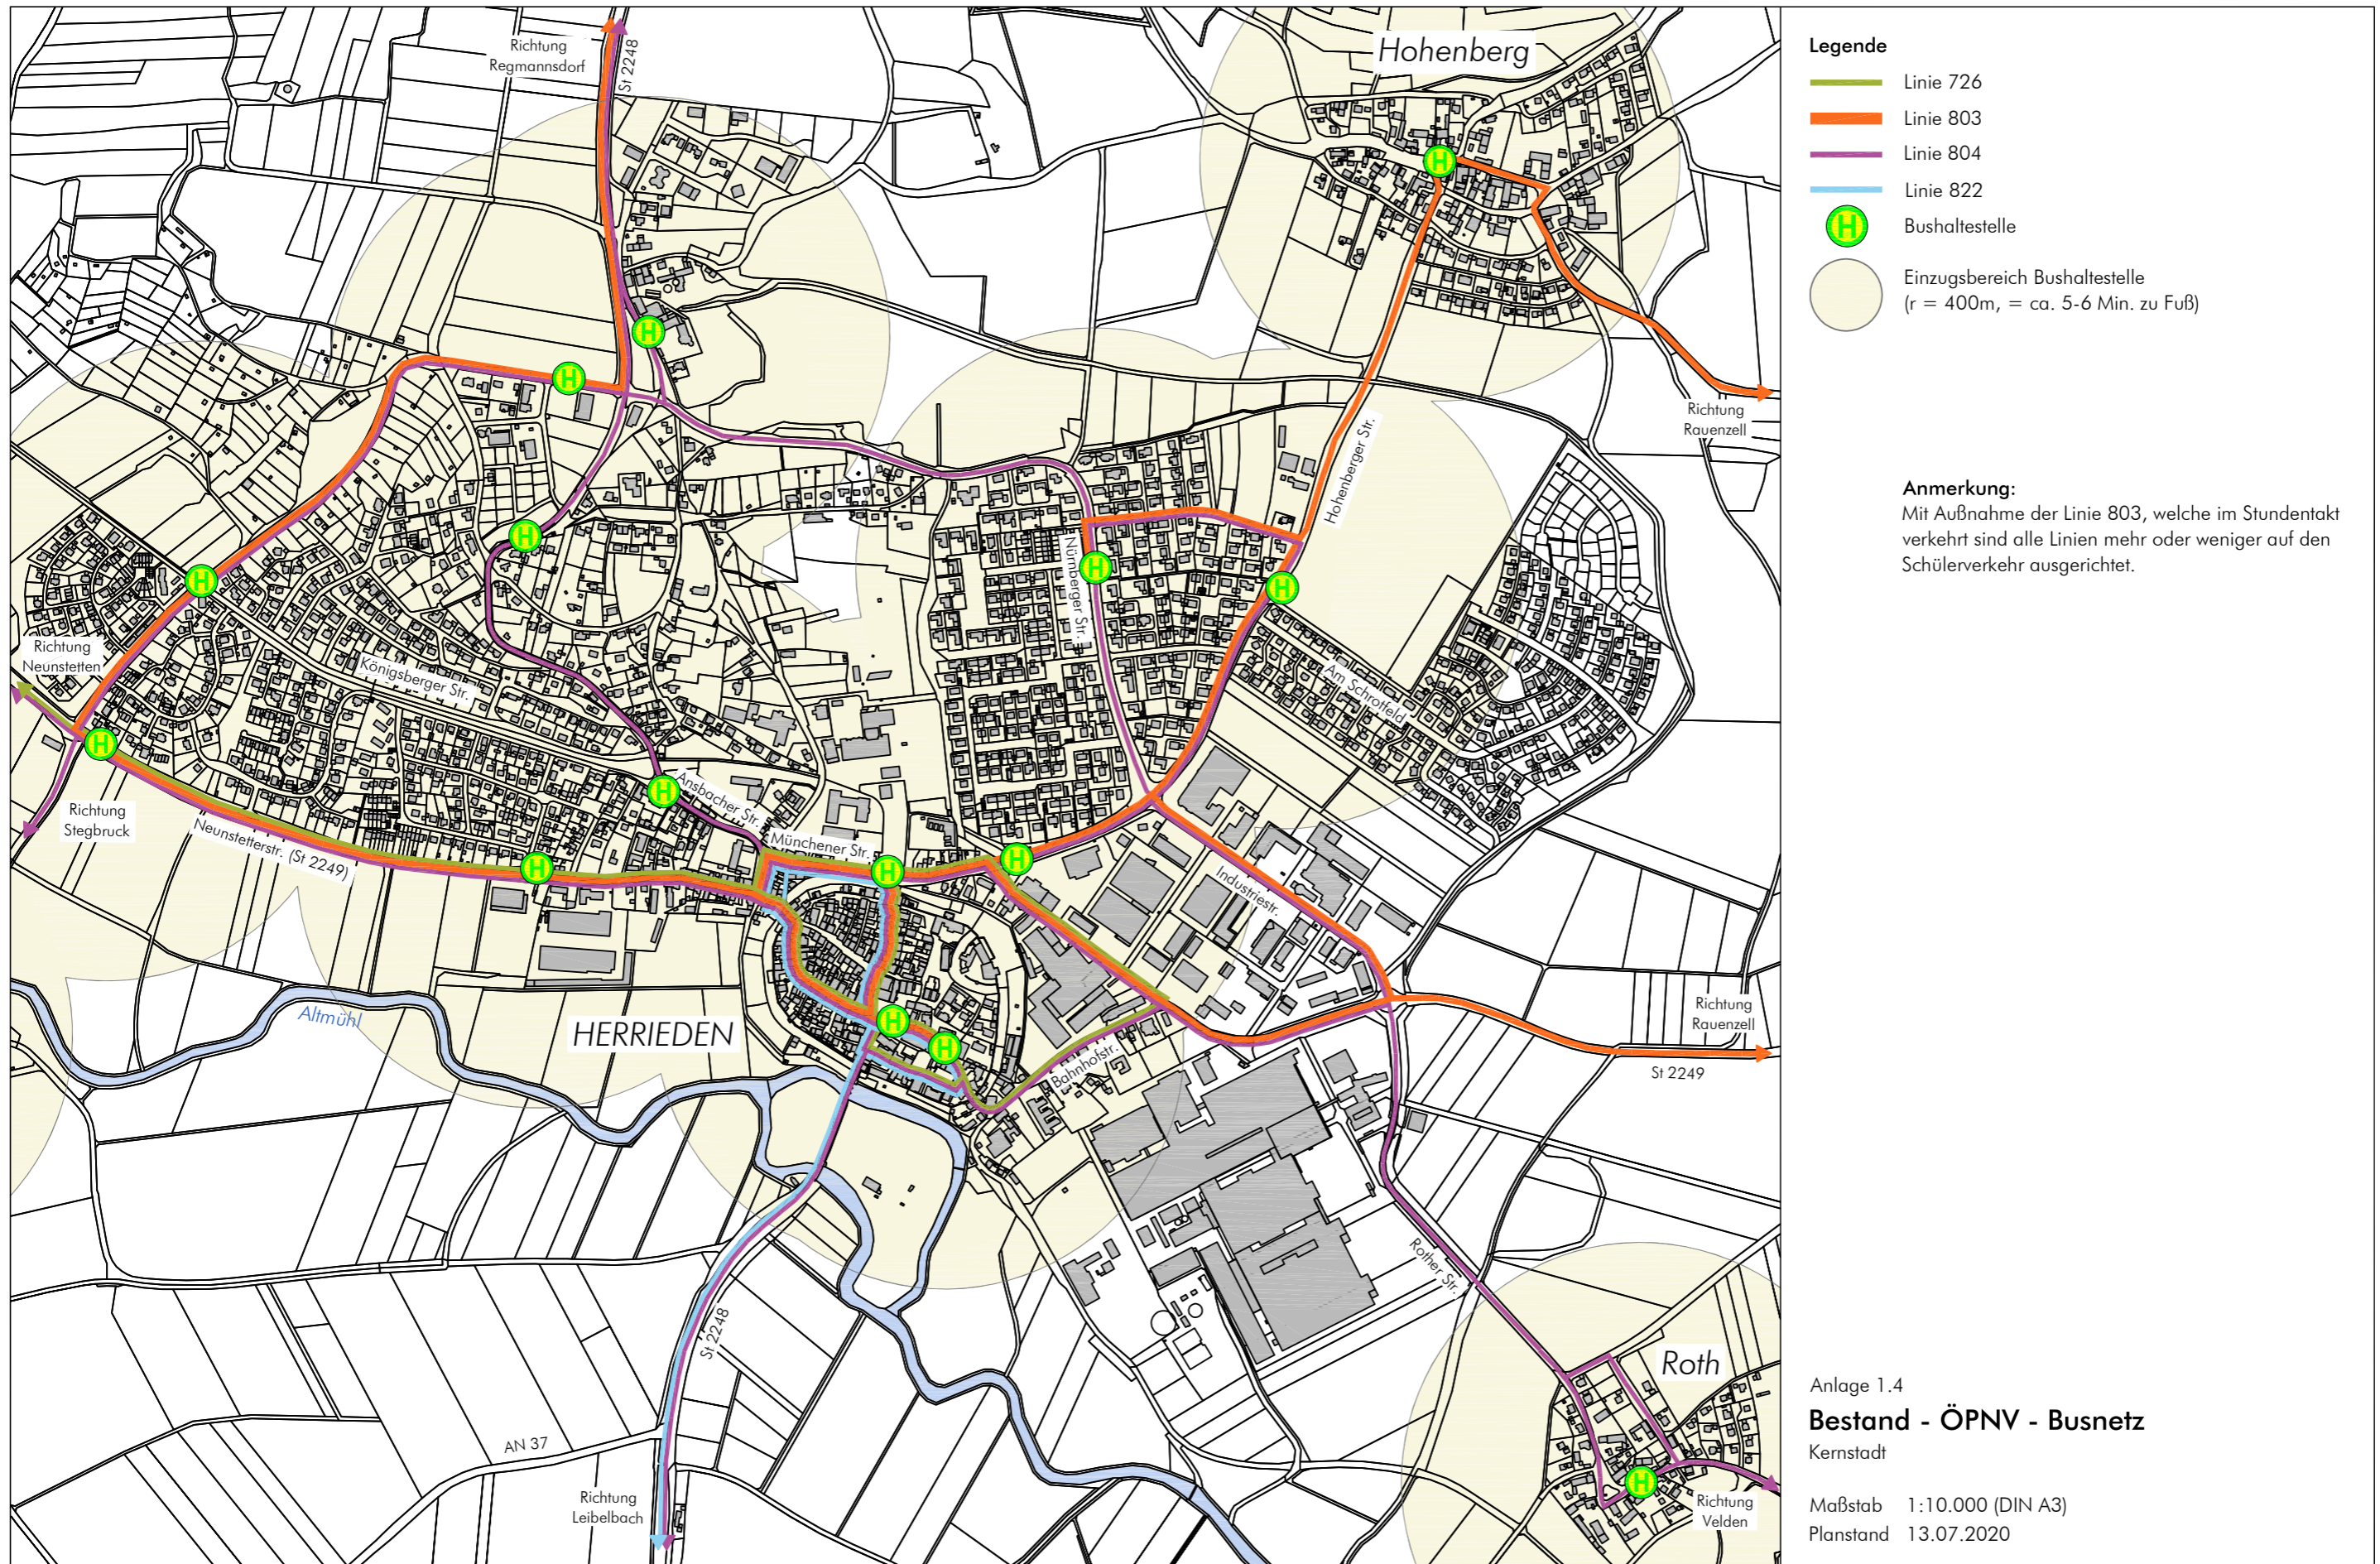 Richtung
Regmannsdorf
St 2248
Hohenberg
H
H
H
Richtung
Rauenzell
Hohenberger Str.
H
Nürnberger Str.
H
H
H
Richtung
Neunstetten
Königsberger Str.
Am Schrotfeld
H
H
Ansbacher Str.
Richtung
Stegbruck
Neunstetterstr. (St 2249)
Münchener Str.
H
H
H
Industriestr.
Altmühl
HERRIEDEN
H
H
Bahnhofstr.
Richtung
Rauenzell
St 2249
Rother Str.
St 2248
Roth
AN 37
H
Richtung
Leibelbach
Richtung
Velden
Legende
Linie 726
Linie 803
Linie 804
Linie 822
H
Bushaltestelle
Einzugsbereich Bushaltestelle
(r = 400m, = ca. 5-6 Min. zu Fuß)
Anmerkung:
Mit Außnahme der Linie 803, welche im Stundentakt
verkehrt sind alle Linien mehr oder weniger auf den
Schülerverkehr ausgerichtet.
Anlage 1.4
Bestand - ÖPNV - Busnetz
Kernstadt
Maßstab 1:10.000 (DIN A3)
Planstand 13.07.2020